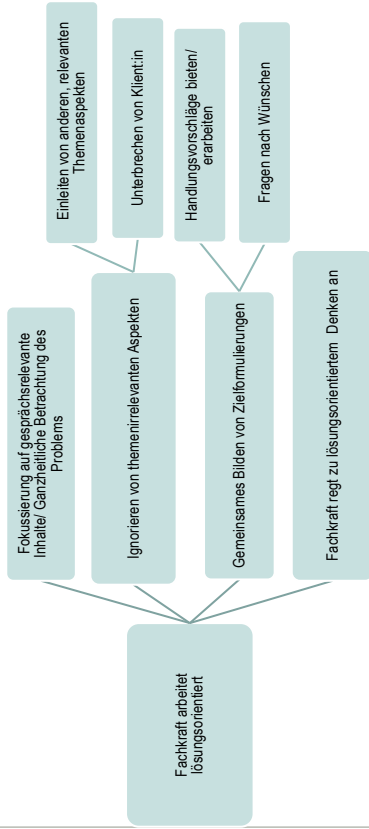 Fachkraft arbeitet
lösungsorientiert
Fokussierung auf gesprächsrelevante
Inhalte/ Ganzheitliche Betrachtung des
Problems
Ignorieren von themenirrelevanten Aspekten
Einleiten von anderen, relevanten
Themenaspekten
Unterbrechen von Klient:in
Gemeinsames Bilden von Zielformulierungen
Handlungsvorschläge bieten/
erarbeiten
Fragen nach Wünschen
Fachkraft regt zu lösungsorientiertem Denken an